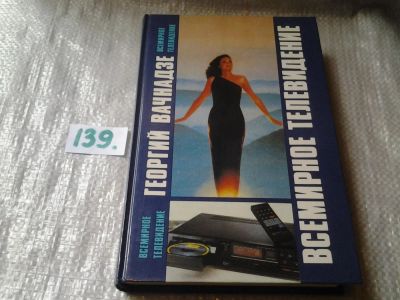 139.
ГЕОРГИЙ ВАЧНАДЗЕ
ВСЕМИРНОЕ
ТЕЛЕВИДЕНИЕ
ВСЕМИРНОЕ
ТЕЛЕВИДЕНИЕ
ВСЕМИРНОЕ ТЕЛЕВИДЕНИЕ